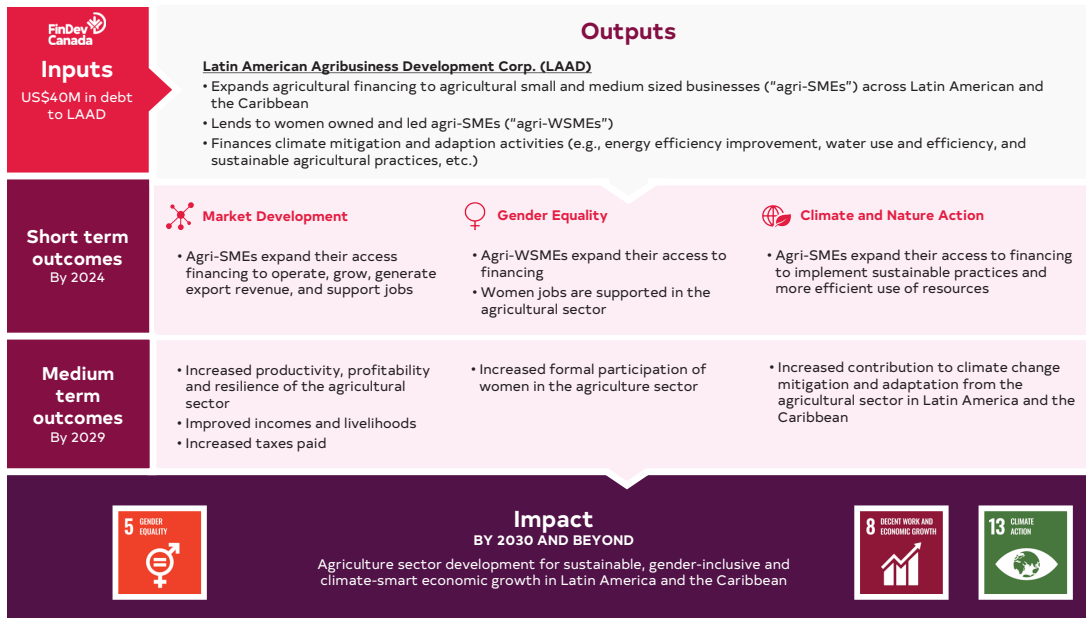 FinDev
Canada
Inputs
US$40M in debt
to LAAD
Outputs
Latin American Agribusiness Development Corp. (LAAD)
• Expands agricultural financing to agricultural small and medium sized businesses (“agri-SMEs”) across Latin American and
the Caribbean
• Lends to women owned and led agri-SMEs (“agri-WSMEs”)
• Finances climate mitigation and adaption activities (e.g., energy efficiency improvement, water use and efficiency, and
sustainable agricultural practices, etc.)
Short term
outcomes
By 2024
Market Development
• Agri-SMEs expand their access
financing to operate, grow, generate
export revenue, and support jobs
Gender Equality
• Agri-WSMEs expand their access to
financing
• Women jobs are supported in the
agricultural sector
Climate and Nature Action
• Agri-SMEs expand their access to financing
to implement sustainable practices and
more efficient use of resources
Medium
term
outcomes
By 2029
• Increased productivity, profitability
and resilience of the agricultural
sector
• Improved incomes and livelihoods
• Increased taxes paid
• Increased formal participation of
women in the agriculture sector
• Increased contribution to climate change
mitigation and adaptation from the
agricultural sector in Latin America and the
Caribbean
5 GENDER
EQUALITY
Impact
BY 2030 AND BEYOND
Agriculture sector development for sustainable, gender-inclusive and
climate-smart economic growth in Latin America and the Caribbean
8 DECENT WORK AND
ECONOMIC GROWTH
13 CLIMATE
ACTION